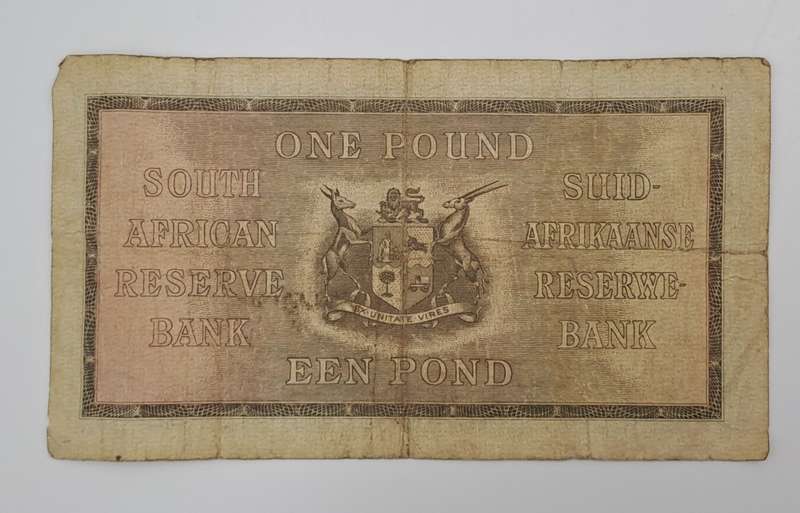 ONE POUND
SOUTH
AFRICAN
RESERVE
BANK
SUID-
AFRIKAANSE
RESERWE-
BANK
EX·UNITATE VIRES
EEN POND